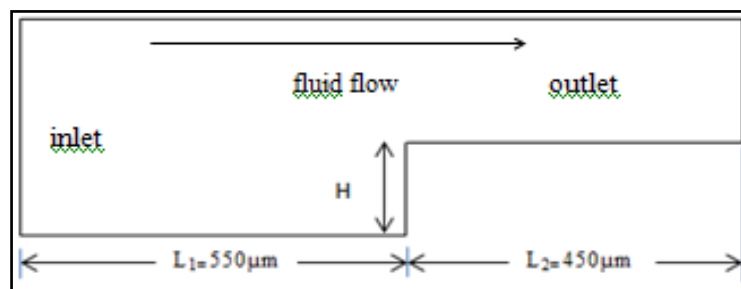 fluid flow
outlet
inlet
H
L₁=550μm
L₂=450μm